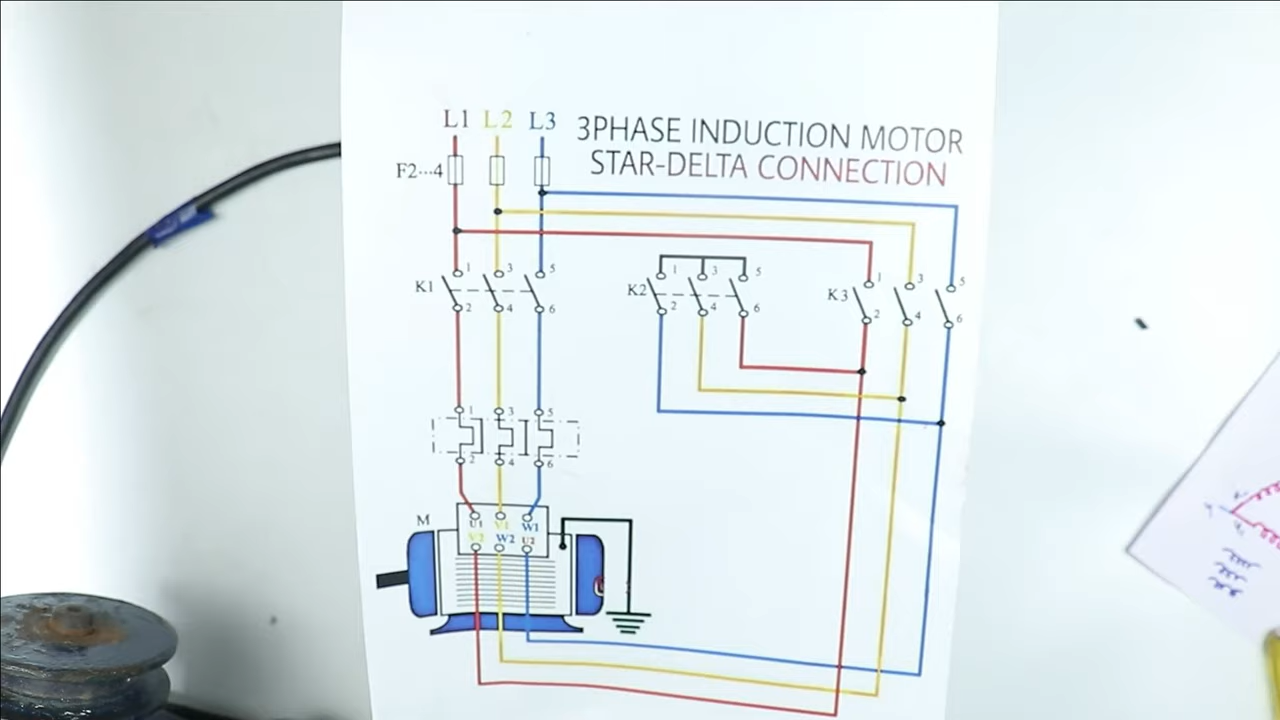 L1 L2 L3
3PHASE INDUCTION MOTOR
STAR-DELTA CONNECTION
F2...4
K1
1 3 5
2 4 6
K2
1 3 5
2 4 6
K3
1 3 5
2 4 6
1 3 5
2 4 6
M
U1 V1 W1
V2 W2 U2